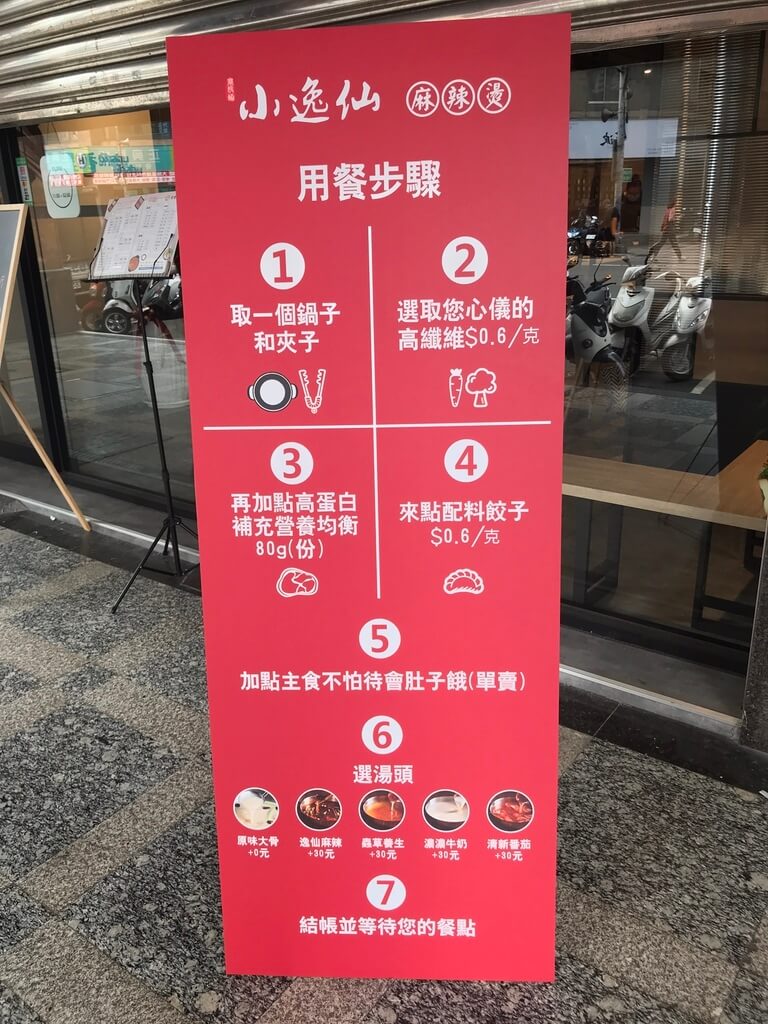 小逸仙 麻辣燙
用餐步驟
1
取一個鍋子
和夾子
2
選取您心儀的
高纖維$0.6/克
3
再加點高蛋白
補充營養均衡
80g(份)
4
來點配料餃子
$0.6/克
5
加點主食不怕待會肚子餓(單賣)
6
選湯頭
原味大骨
+0元
逸仙麻辣
+30元
蟲草養生
+30元
濃濃牛奶
+30元
清新番茄
+30元
7
結帳並等待您的餐點